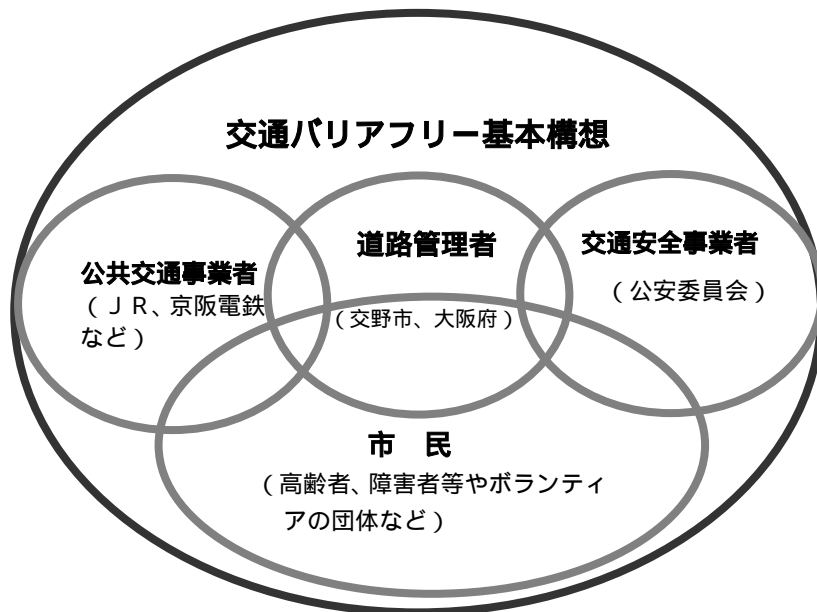 交通バリアフリー基本構想
公共交通事業者
(JR、京阪電鉄
など)
道路管理者
(交野市、大阪府)
交通安全事業者
(公安委員会)
市　民
(高齢者、障害者等やボランティ
アの団体など)